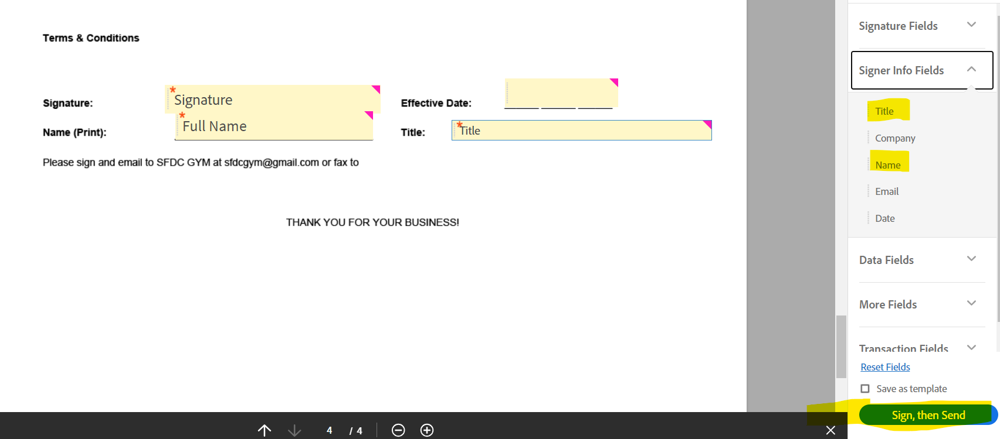 Terms & Conditions
Signature: * Signature Effective Date:
Name (Print): * Full Name Title: * Title
Please sign and email to SFDC GYM at sfdcgym@gmail.com or fax to
THANK YOU FOR YOUR BUSINESS!
4 / 4
Signature Fields
Signer Info Fields
Title
Company
Name
Email
Date
Data Fields
More Fields
Transaction Fields
Reset Fields
Save as template
Sign, then Send